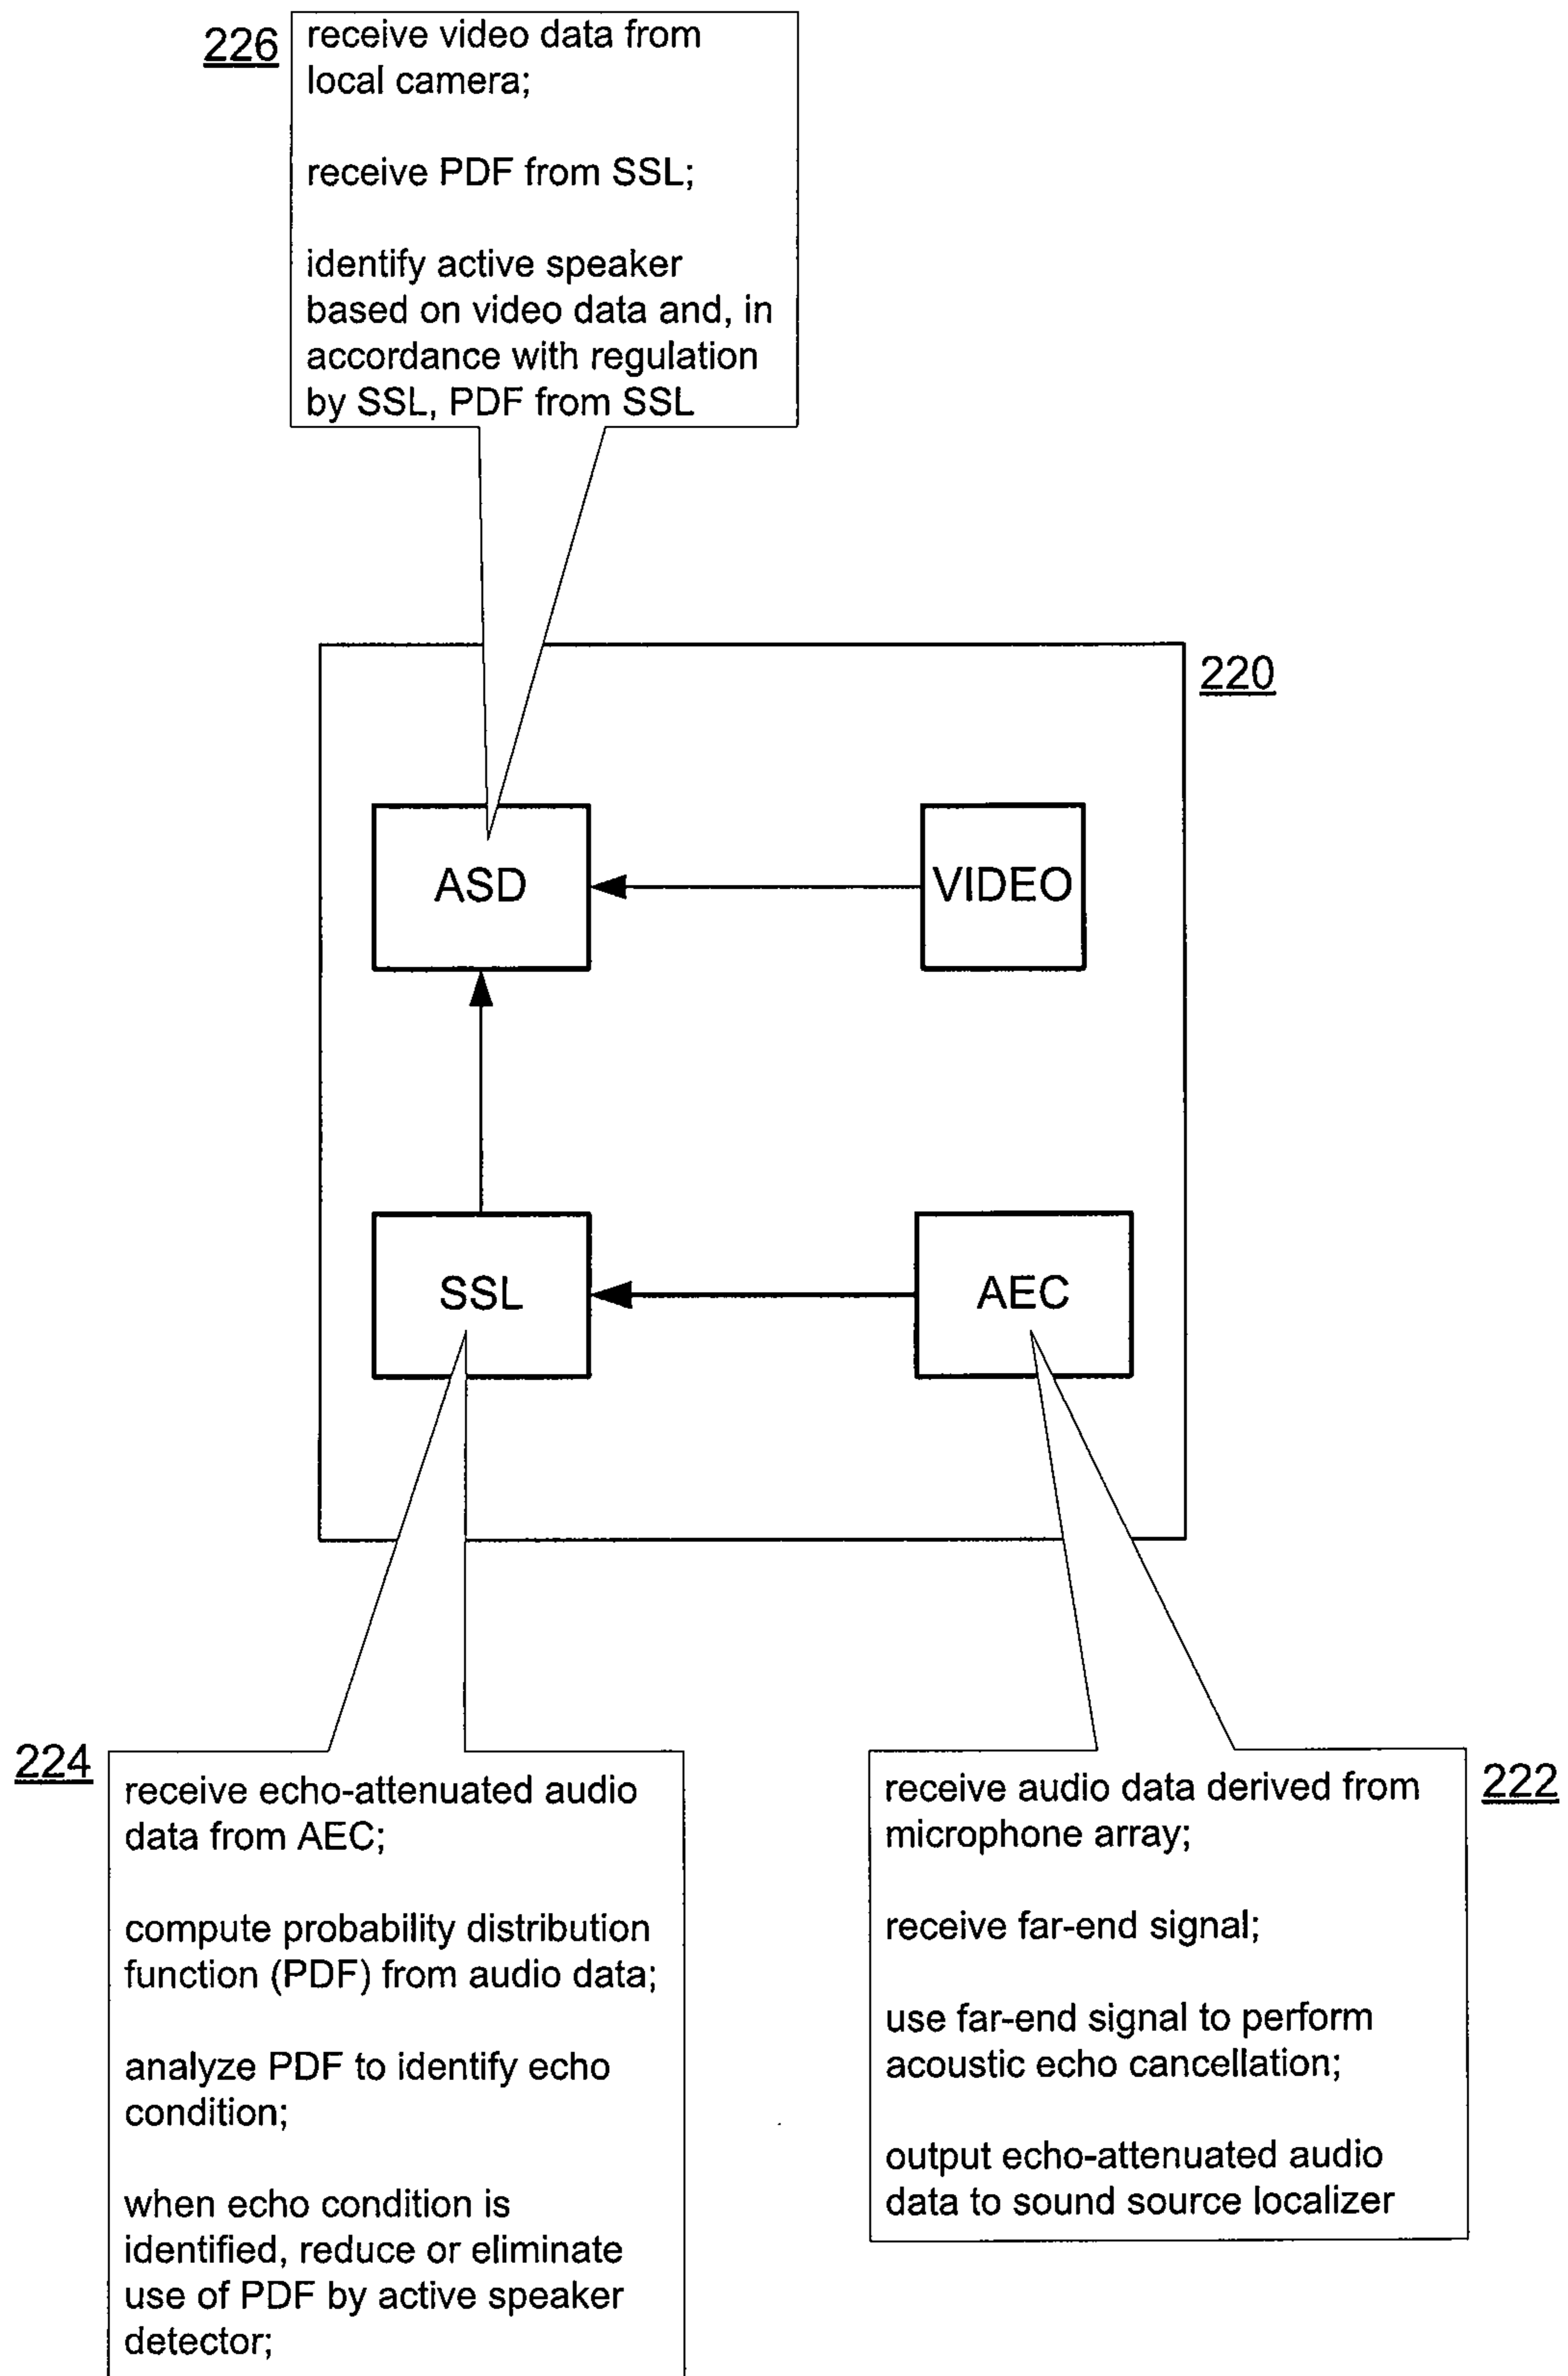 226
receive video data from
local camera;
receive PDF from SSL;
identify active speaker
based on video data and, in
accordance with regulation
by SSL, PDF from SSL
220
ASD
VIDEO
SSL
AEC
224
receive echo-attenuated audio
data from AEC;
compute probability distribution
function (PDF) from audio data;
analyze PDF to identify echo
condition;
when echo condition is
identified, reduce or eliminate
use of PDF by active speaker
detector;
222
receive audio data derived from
microphone array;
receive far-end signal;
use far-end signal to perform
acoustic echo cancellation;
output echo-attenuated audio
data to sound source localizer